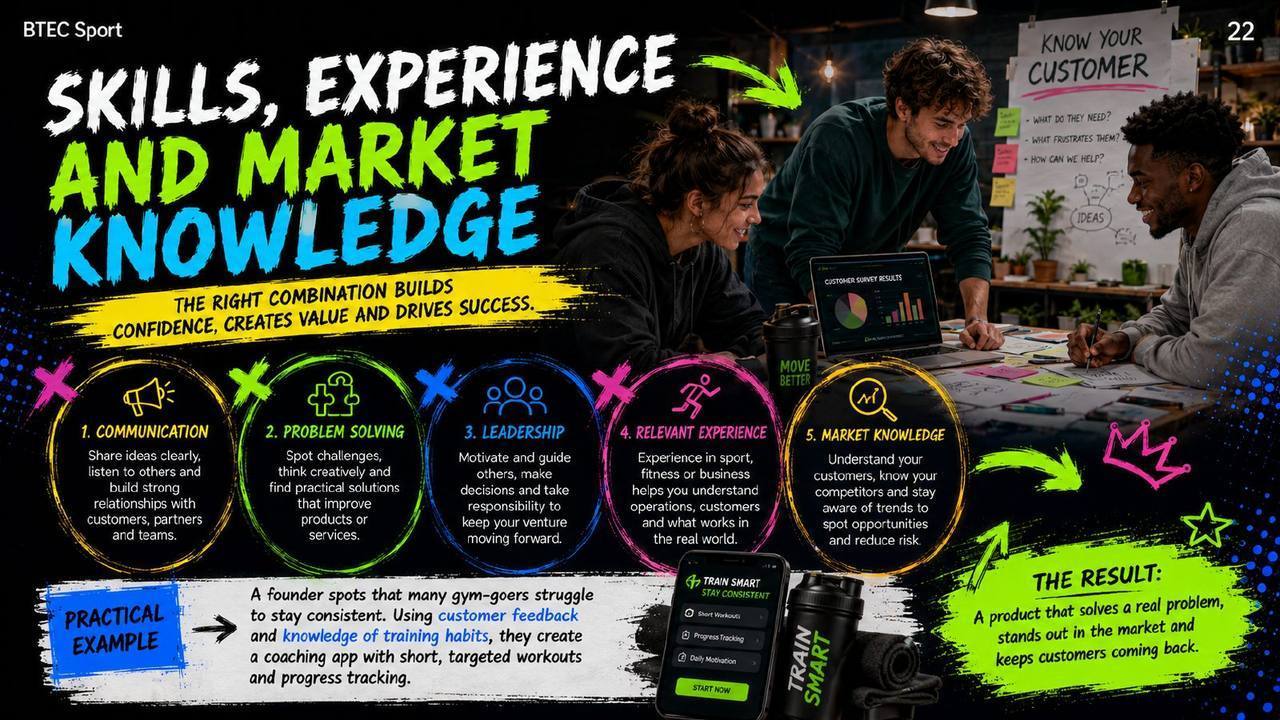 BTEC Sport
22
SKILLS, EXPERIENCE
AND MARKET
KNOWLEDGE
THE RIGHT COMBINATION BUILDS
CONFIDENCE, CREATES VALUE AND DRIVES SUCCESS.
KNOW YOUR
CUSTOMER
- WHAT DO THEY NEED?
- WHAT FRUSTRATES THEM?
- HOW CAN WE HELP?
IDEAS
CUSTOMER SURVEY RESULTS
MOVE
BETTER
1. COMMUNICATION
Share ideas clearly,
listen to others and
build strong
relationships with
customers, partners
and teams.
2. PROBLEM SOLVING
Spot challenges,
think creatively and
find practical solutions
that improve
products or
services.
3. LEADERSHIP
Motivate and guide
others, make
decisions and take
responsibility to
keep your venture
moving forward.
4. RELEVANT EXPERIENCE
Experience in sport,
fitness or business
helps you understand
operations, customers
and what works in
the real world.
5. MARKET KNOWLEDGE
Understand your
customers, know your
competitors and stay
aware of trends to
spot opportunities
and reduce risk.
PRACTICAL
EXAMPLE
A founder spots that many gym-goers struggle
to stay consistent. Using customer feedback
and knowledge of training habits, they create
a coaching app with short, targeted workouts
and progress tracking.
TRAIN SMART
STAY CONSISTENT
Short Workouts
Progress Tracking
Daily Motivation
START NOW
TRAIN
SMART
THE RESULT:
A product that solves a real problem,
stands out in the market and
keeps customers coming back.